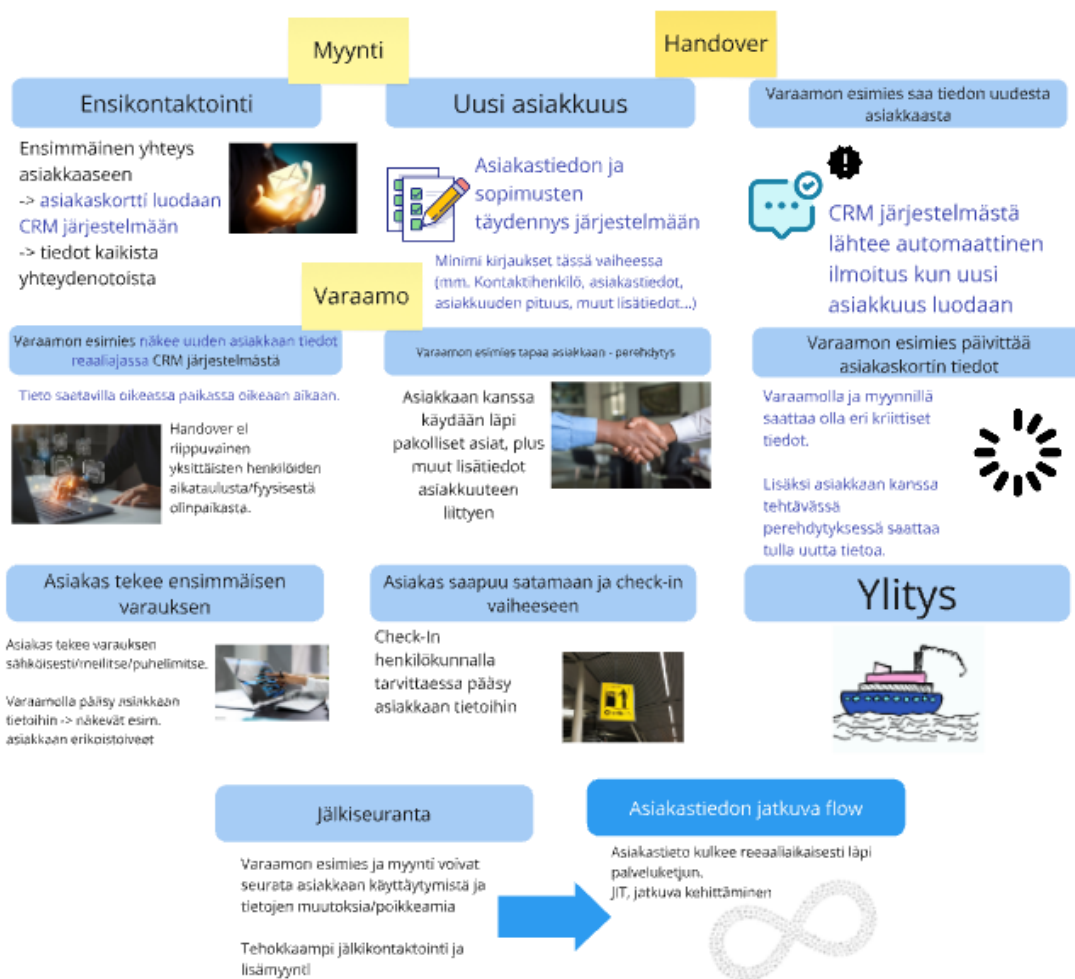 Myynti
Handover
Ensikontaktointi
Ensimmäinen yhteys
asiakkaaseen
-> asiakaskortti luodaan
CRM järjestelmään
-> tiedot kaikista
yhteydenotoista
Uusi asiakkuus
Asiakastiedon ja
sopimusten
täydennys järjestelmään
Minimi kirjaukset tässä vaiheessa
(mm. Kontaktihenkilö, asiakastiedot,
asiakkuuden pituus, muut lisätiedot...)
Varaamon esimies saa tiedon uudesta
asiakkaasta
CRM järjestelmästä
lähtee automaattinen
ilmoitus kun uusi
asiakkuus luodaan
Varaamo
Varaamon esimies näkee uuden asiakkaan tiedot
reaaliajassa CRM järjestelmästä
Tieto saatavilla oikeassa paikassa oikeaan aikaan.
Handover ei
riippuvainen
yksittäisten henkilöiden
aikataulusta/fyysisestä
olinpaikasta.
Varaamon esimies tapaa asiakkaan - perehdytys
Asiakkaan kanssa
käydään läpi
pakolliset asiat, plus
muut lisätiedot
asiakkuuteen
liittyen
Varaamon esimies päivittää
asiakaskortin tiedot
Varaamolla ja myynnillä
saattaa olla eri kriittiset
tiedot.
Lisäksi asiakkaan kanssa
tehtävässä
perehdytyksessä saattaa
tulla uutta tietoa.
Asiakas tekee ensimmäisen
varauksen
Asiakas tekee varauksen
sähköisesti/meilitse/puhelimitse.
Varaamolla pääsy asiakkaan
tietoihin -> näkevät esim.
asiakkaan erikoistoiveet
Asiakas saapuu satamaan ja check-in
vaiheeseen
Check-In
henkilökunnalla
tarvittaessa pääsy
asiakkaan tietoihin
Ylitys
Jälkiseuranta
Varaamon esimies ja myynti voivat
seurata asiakkaan käyttäytymistä ja
tietojen muutoksia/poikkeamia
Tehokkaampi jälkikontaktointi ja
lisämyynti
Asiakastiedon jatkuva flow
Asiakastieto kulkee reeaaliaikaisesti läpi
palveluketjun.
JIT, jatkuva kehittäminen